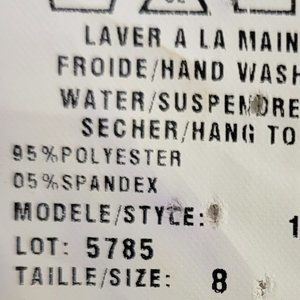 LAVER A LA MAIN
FROIDE/HAND WASH
WATER/SUSPENDRE
SECHER/HANG TO
95%POLYESTER
05%SPANDEX
MODELE/STYLE: 1
LOT: 5785
TAILLE/SIZE: 8